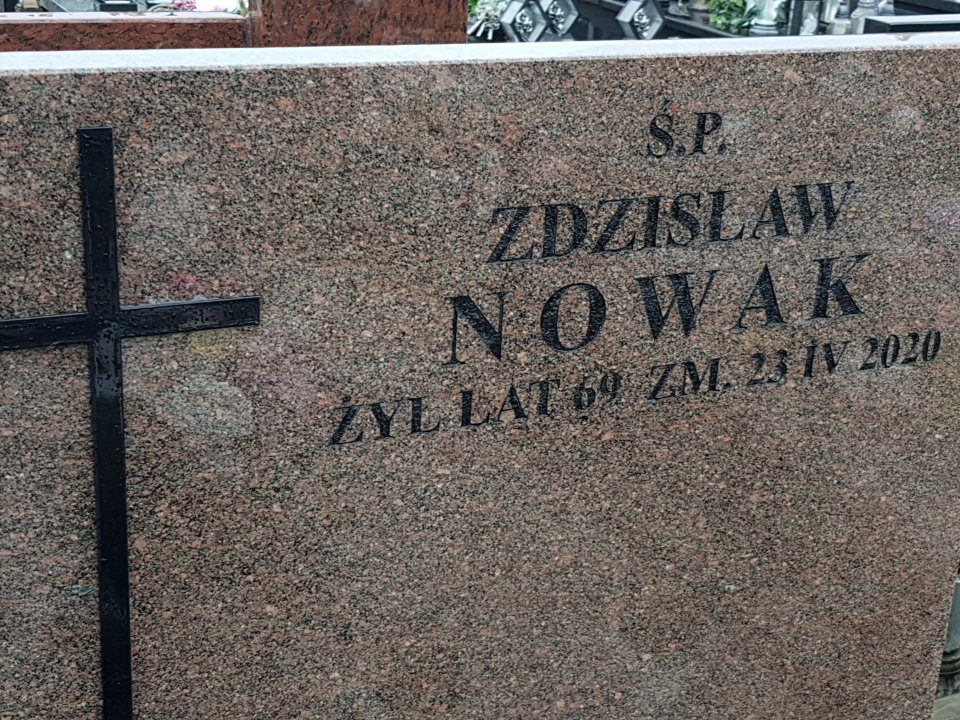 Ś.P.
ZDZISŁAW
NOWAK
ŻYŁ LAT 69 ZM. 23 IV 2020